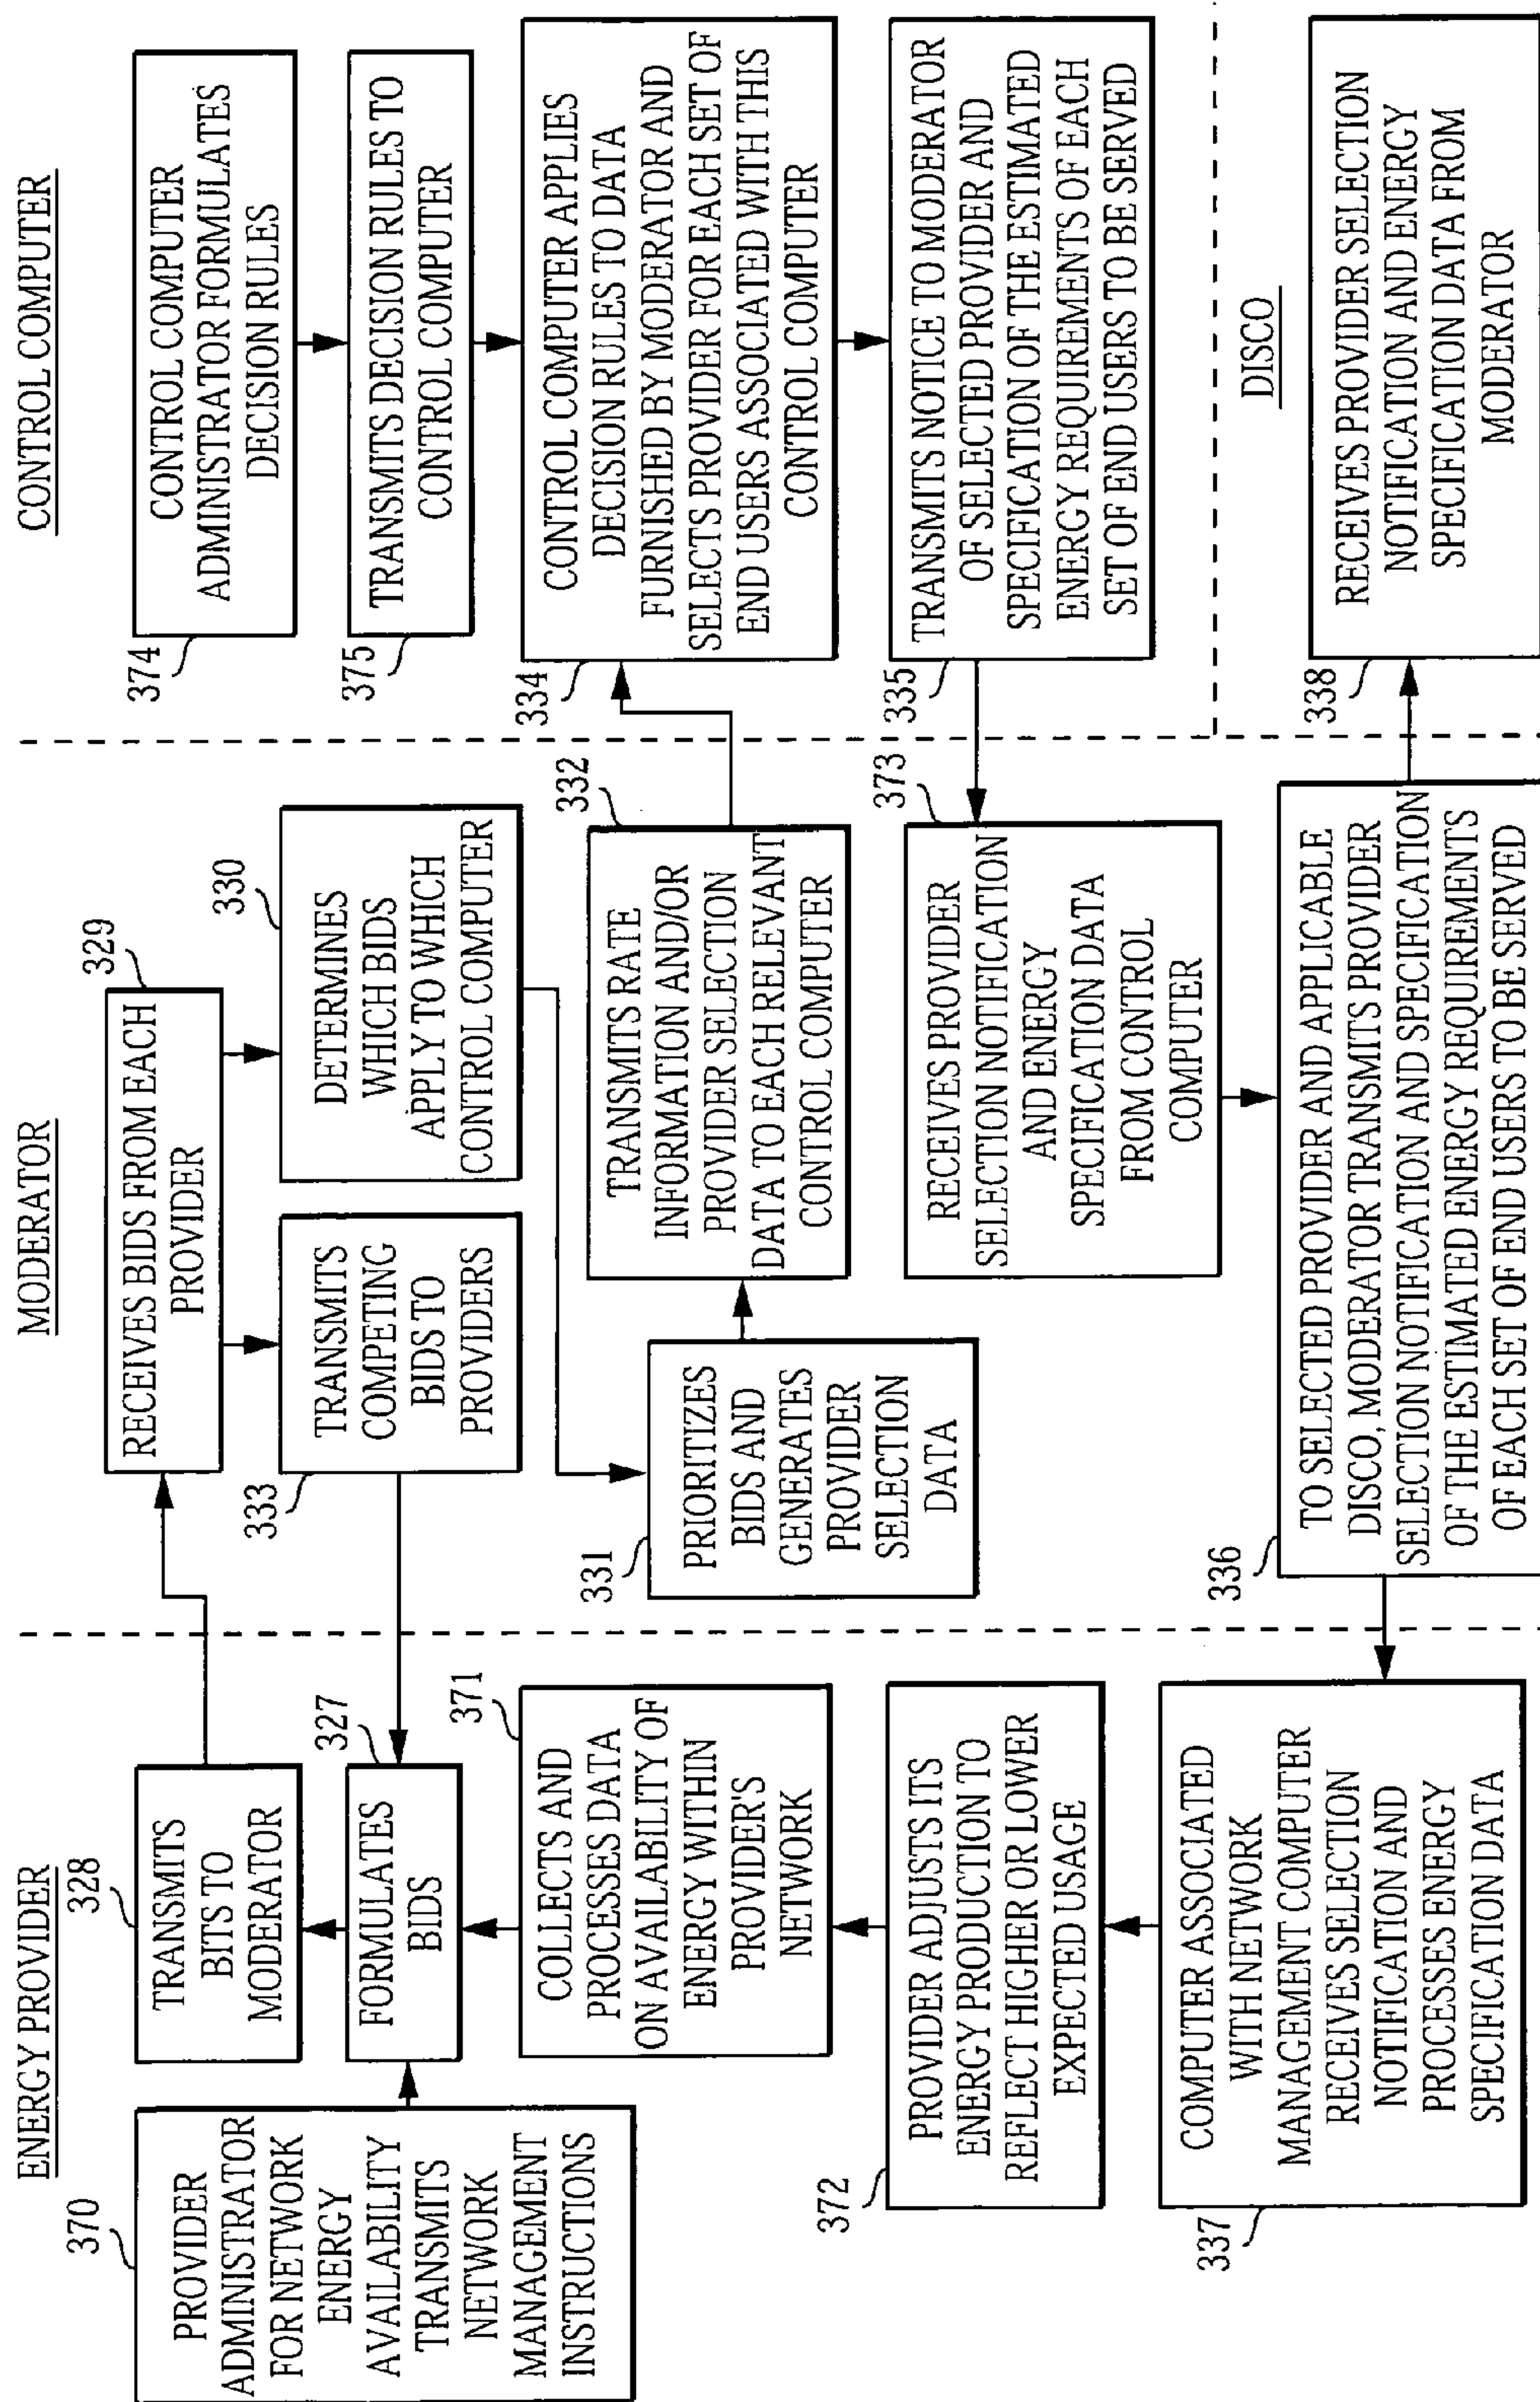 ENERGY PROVIDER
370
PROVIDER
ADMINISTRATOR
FOR NETWORK
ENERGY
AVAILABILITY
TRANSMITS
NETWORK
MANAGEMENT
INSTRUCTIONS
TRANSMITS
BITS TO
MODERATOR
328
FORMULATES
BIDS
327
COLLECTS AND
PROCESSES DATA
ON AVAILABILITY OF
ENERGY WITHIN
PROVIDER'S
NETWORK
371
372
PROVIDER ADJUSTS ITS
ENERGY PRODUCTION TO
REFLECT HIGHER OR LOWER
EXPECTED USAGE
337
COMPUTER ASSOCIATED
WITH NETWORK
MANAGEMENT COMPUTER
RECEIVES SELECTION
NOTIFICATION AND
PROCESSES ENERGY
SPECIFICATION DATA
MODERATOR
329
RECEIVES BIDS FROM EACH
PROVIDER
333
TRANSMITS
COMPETING
BIDS TO
PROVIDERS
330
DETERMINES
WHICH BIDS
APPLY TO WHICH
CONTROL COMPUTER
331
PRIORITIZES
BIDS AND
GENERATES
PROVIDER
SELECTION
DATA
332
TRANSMITS RATE
INFORMATION AND/OR
PROVIDER SELECTION
DATA TO EACH RELEVANT
CONTROL COMPUTER
373
RECEIVES PROVIDER
SELECTION NOTIFICATION
AND ENERGY
SPECIFICATION DATA
FROM CONTROL
COMPUTER
336
TO SELECTED PROVIDER AND APPLICABLE
DISCO, MODERATOR TRANSMITS PROVIDER
SELECTION NOTIFICATION AND SPECIFICATION
OF THE ESTIMATED ENERGY REQUIREMENTS
OF EACH SET OF END USERS TO BE SERVED
CONTROL COMPUTER
374
CONTROL COMPUTER
ADMINISTRATOR FORMULATES
DECISION RULES
375
TRANSMITS DECISION RULES TO
CONTROL COMPUTER
334
CONTROL COMPUTER APPLIES
DECISION RULES TO DATA
FURNISHED BY MODERATOR AND
SELECTS PROVIDER FOR EACH SET OF
END USERS ASSOCIATED WITH THIS
CONTROL COMPUTER
335
TRANSMITS NOTICE TO MODERATOR
OF SELECTED PROVIDER AND
SPECIFICATION OF THE ESTIMATED
ENERGY REQUIREMENTS OF EACH
SET OF END USERS TO BE SERVED
DISCO
338
RECEIVES PROVIDER SELECTION
NOTIFICATION AND ENERGY
SPECIFICATION DATA FROM
MODERATOR